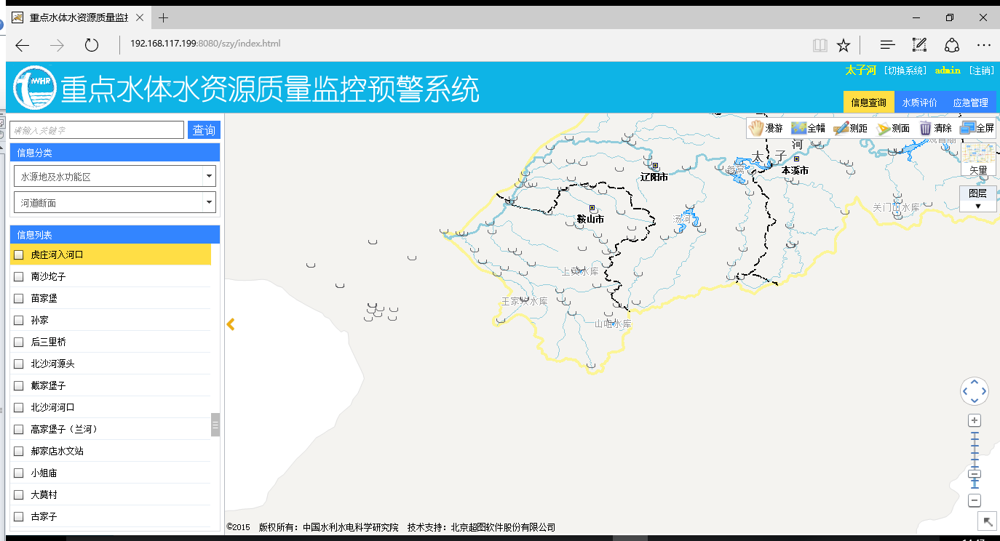 重点水体水资源质量监控
192.168.117.199:8080/szy/index.html
IWHR 重点水体水资源质量监控预警系统
太子河 [切换系统] admin [注销]
信息查询 水质评价 应急管理
请输入关键字 查询
漫游 全幅 测距 测面 清除 全屏
信息分类
水源地及水功能区
河道断面
信息列表
虎庄河入河口
南沙坨子
苗家堡
孙家
后三里桥
北沙河源头
戴家堡子
北沙河河口
高家堡子（兰河）
郝家店水文站
小姐庙
大莫村
古家子
太 子 河
辽阳市
本溪市
矢量
图层
关门山水库
鞍山市
汤河
上英水库
王家坎水库
山咀水库
©2015 版权所有：中国水利水电科学研究院 技术支持：北京超图软件股份有限公司